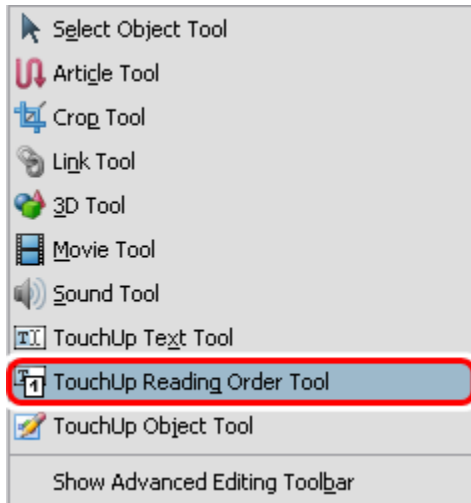 Select Object Tool
Article Tool
Crop Tool
Link Tool
3D Tool
Movie Tool
Sound Tool
TouchUp Text Tool
TouchUp Reading Order Tool
TouchUp Object Tool
Show Advanced Editing Toolbar